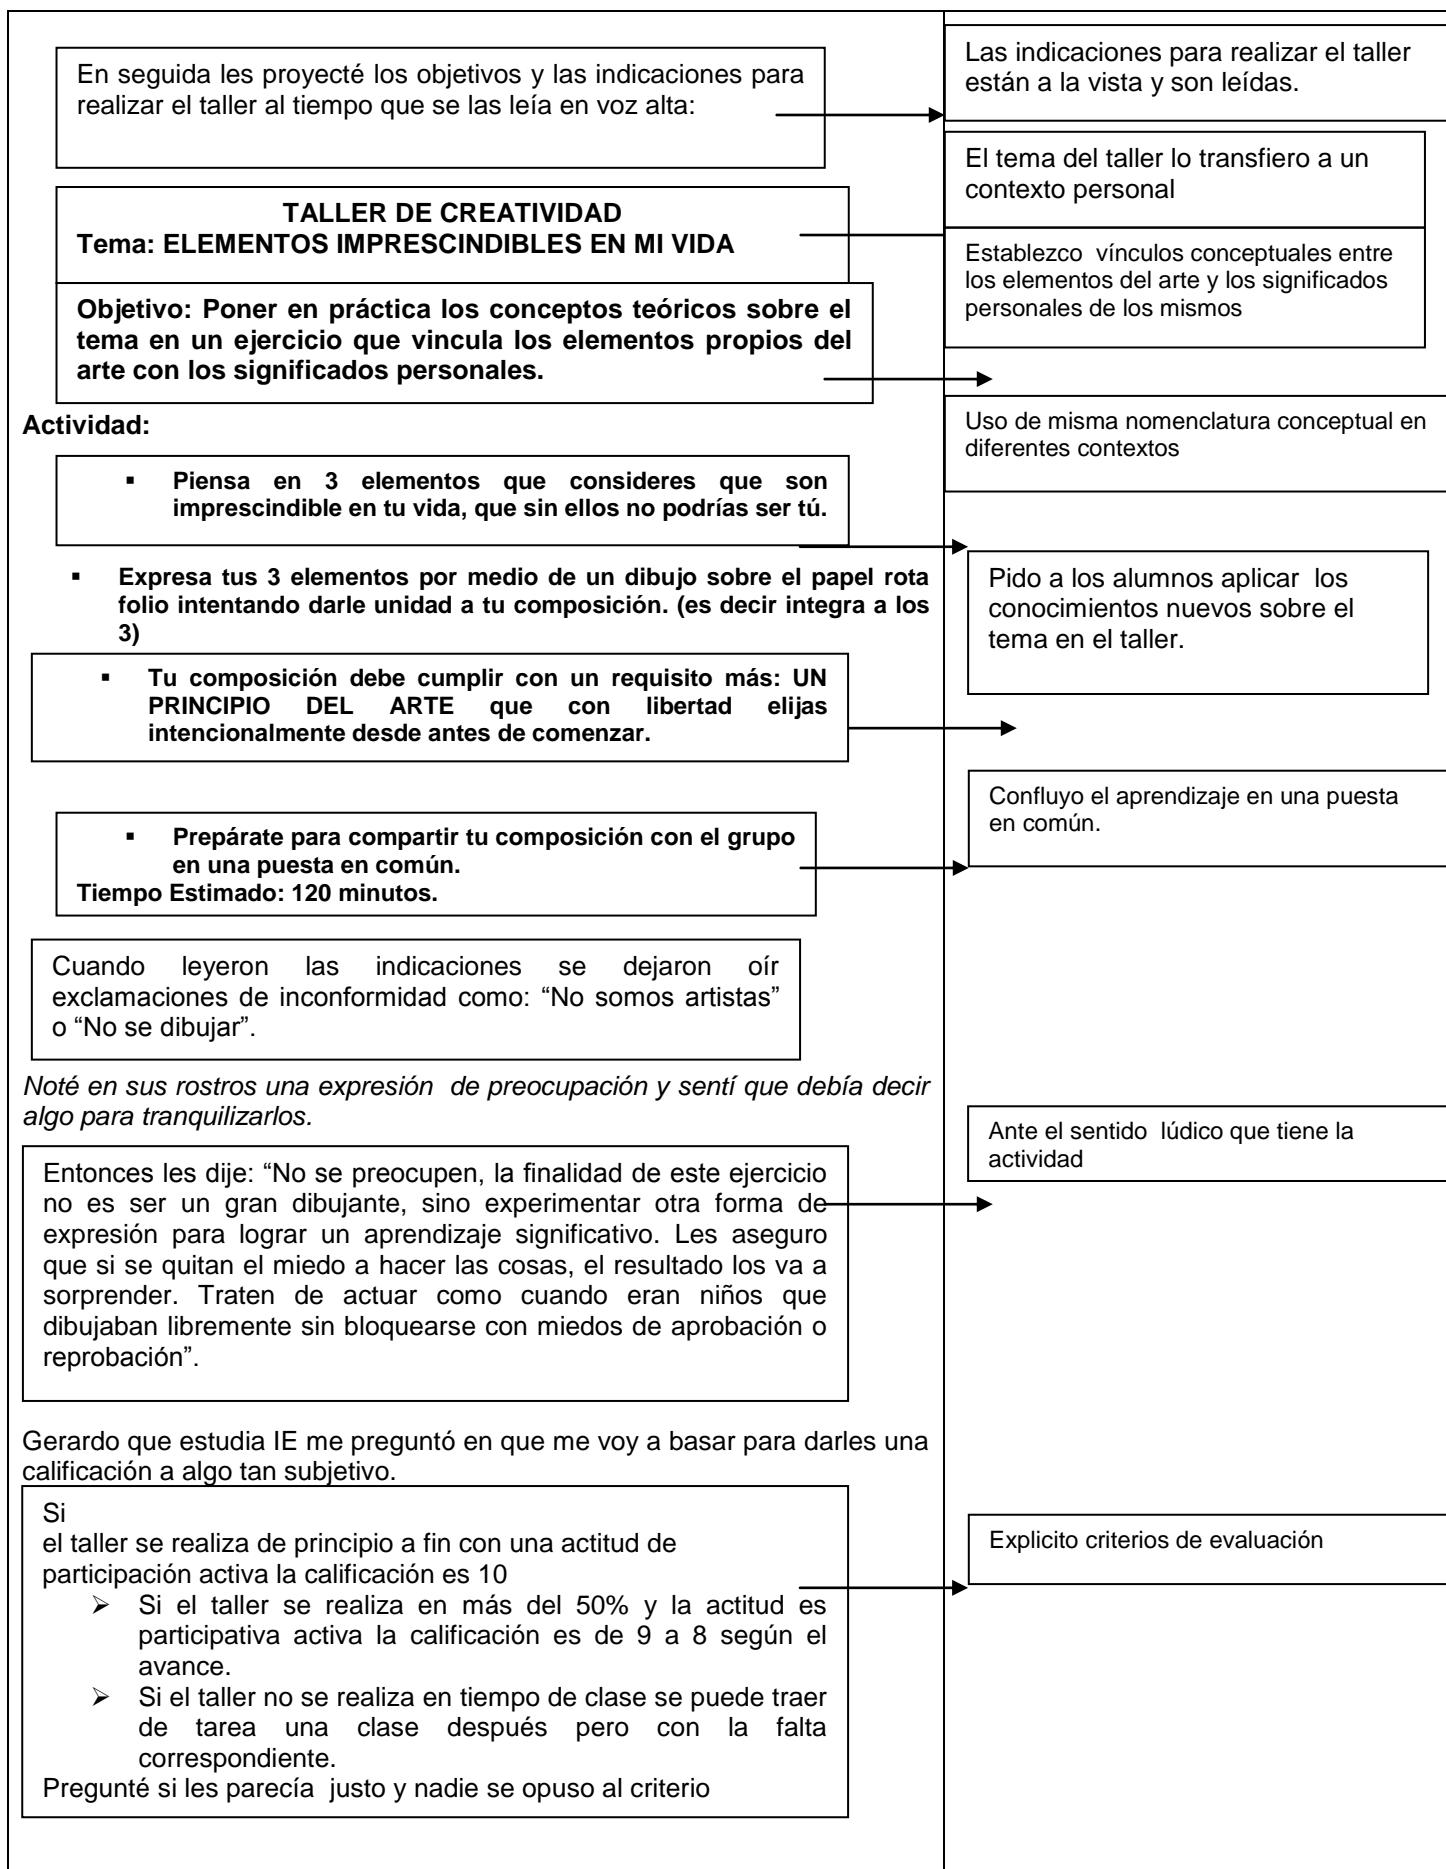 En seguida les proyecté los objetivos y las indicaciones para
realizar el taller al tiempo que se las leía en voz alta:
Las indicaciones para realizar el taller
están a la vista y son leídas.
TALLER DE CREATIVIDAD
Tema: ELEMENTOS IMPRESCINDIBLES EN MI VIDA
El tema del taller lo transfiero a un
contexto personal
Objetivo: Poner en práctica los conceptos teóricos sobre el
tema en un ejercicio que vincula los elementos propios del
arte con los significados personales.
Establezco vínculos conceptuales entre
los elementos del arte y los significados
personales de los mismos
Actividad:
Uso de misma nomenclatura conceptual en
diferentes contextos
▪ Piensa en 3 elementos que consideres que son
imprescindible en tu vida, que sin ellos no podrías ser tú.
▪ Expresa tus 3 elementos por medio de un dibujo sobre el papel rota
folio intentando darle unidad a tu composición. (es decir integra a los
3)
Pido a los alumnos aplicar los
conocimientos nuevos sobre el
tema en el taller.
▪ Tu composición debe cumplir con un requisito más: UN
PRINCIPIO DEL ARTE que con libertad elijas
intencionalmente desde antes de comenzar.
▪ Prepárate para compartir tu composición con el grupo
en una puesta en común.
Tiempo Estimado: 120 minutos.
Confluyo el aprendizaje en una puesta
en común.
Cuando leyeron las indicaciones se dejaron oír
exclamaciones de inconformidad como: “No somos artistas”
o “No se dibujar”.
Noté en sus rostros una expresión de preocupación y sentí que debía decir
algo para tranquilizarlos.
Entonces les dije: “No se preocupen, la finalidad de este ejercicio
no es ser un gran dibujante, sino experimentar otra forma de
expresión para lograr un aprendizaje significativo. Les aseguro
que si se quitan el miedo a hacer las cosas, el resultado los va a
sorprender. Traten de actuar como cuando eran niños que
dibujaban libremente sin bloquearse con miedos de aprobación o
reprobación”.
Ante el sentido lúdico que tiene la
actividad
Gerardo que estudia IE me preguntó en que me voy a basar para darles una
calificación a algo tan subjetivo.
Si
el taller se realiza de principio a fin con una actitud de
participación activa la calificación es 10
➢ Si el taller se realiza en más del 50% y la actitud es
participativa activa la calificación es de 9 a 8 según el
avance.
➢ Si el taller no se realiza en tiempo de clase se puede traer
de tarea una clase después pero con la falta
correspondiente.
Pregunté si les parecía justo y nadie se opuso al criterio
Explicito criterios de evaluación